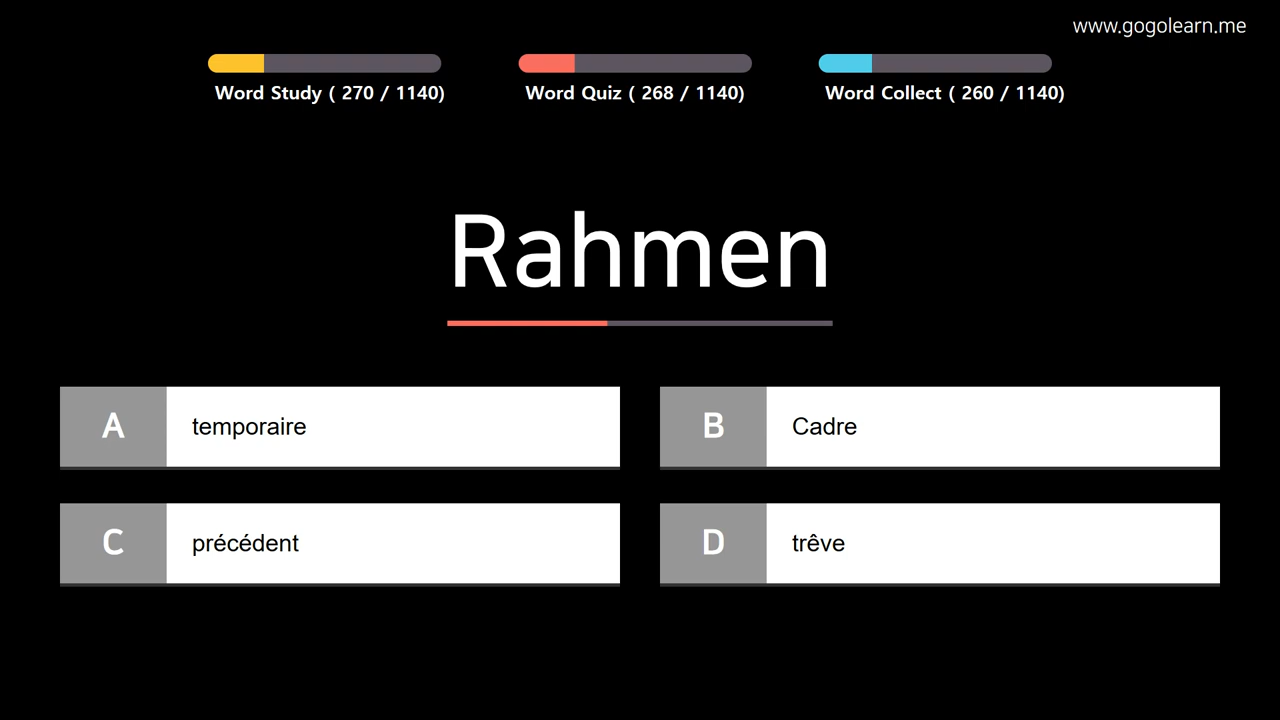 www.gogolearn.me
Word Study ( 270 / 1140)
Word Quiz ( 268 / 1140)
Word Collect ( 260 / 1140)
Rahmen
A temporaire
B Cadre
C précédent
D trêve